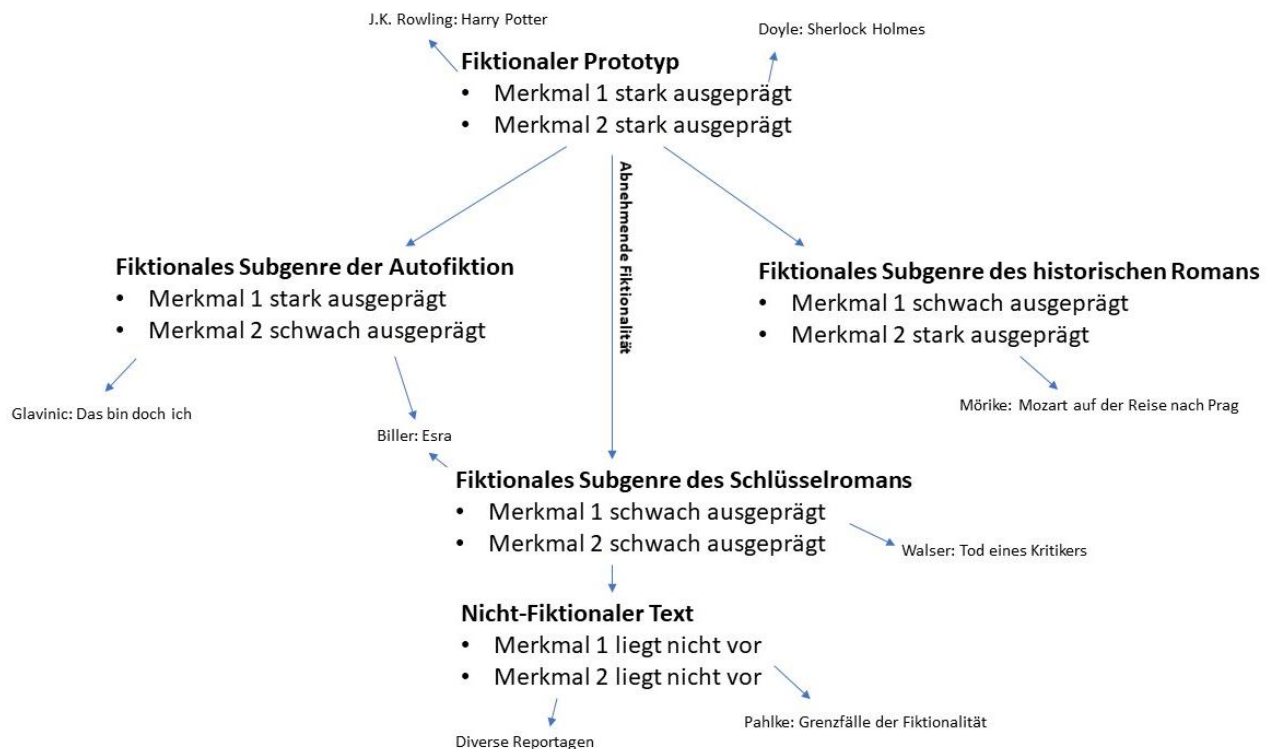 J.K. Rowling: Harry Potter
Doyle: Sherlock Holmes
Fiktionaler Prototyp
• Merkmal 1 stark ausgeprägt
• Merkmal 2 stark ausgeprägt
Abnehmende Fiktionalität
Fiktionales Subgenre der Autofiktion
• Merkmal 1 stark ausgeprägt
• Merkmal 2 schwach ausgeprägt
Fiktionales Subgenre des historischen Romans
• Merkmal 1 schwach ausgeprägt
• Merkmal 2 stark ausgeprägt
Glavinic: Das bin doch ich
Biller: Esra
Mörike: Mozart auf der Reise nach Prag
Fiktionales Subgenre des Schlüsselromans
• Merkmal 1 schwach ausgeprägt
• Merkmal 2 schwach ausgeprägt
Walser: Tod eines Kritikers
Nicht-Fiktionaler Text
• Merkmal 1 liegt nicht vor
• Merkmal 2 liegt nicht vor
Pahlke: Grenzfälle der Fiktionalität
Diverse Reportagen